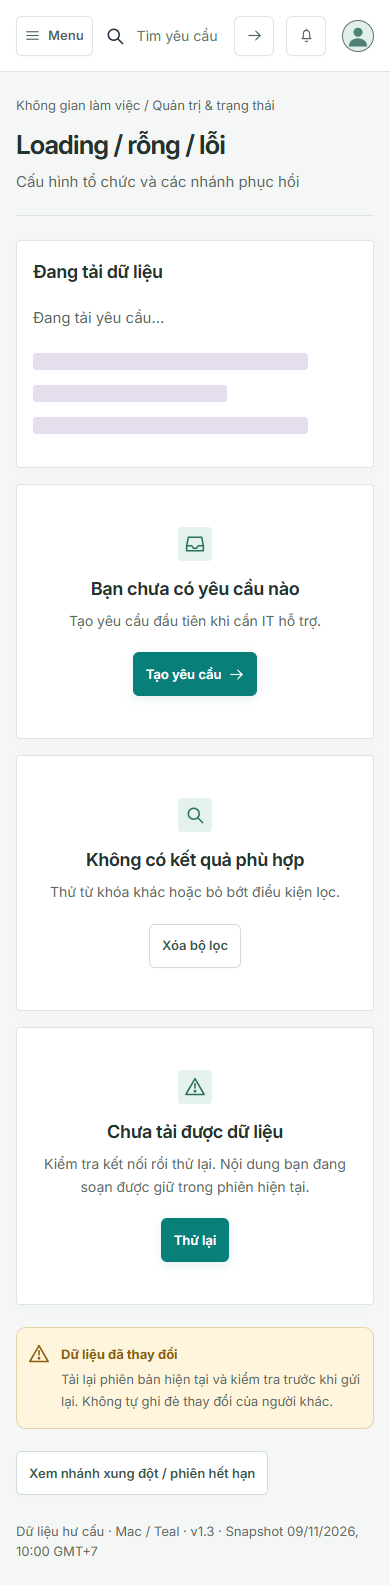 Menu
Tìm yêu cầu
Không gian làm việc / Quản trị & trạng thái
Loading / rỗng / lỗi
Cấu hình tổ chức và các nhánh phục hồi
Đang tải dữ liệu
Đang tải yêu cầu...
Bạn chưa có yêu cầu nào
Tạo yêu cầu đầu tiên khi cần IT hỗ trợ.
Tạo yêu cầu
Không có kết quả phù hợp
Thử từ khóa khác hoặc bỏ bớt điều kiện lọc.
Xóa bộ lọc
Chưa tải được dữ liệu
Kiểm tra kết nối rồi thử lại. Nội dung bạn đang
soạn được giữ trong phiên hiện tại.
Thử lại
Dữ liệu đã thay đổi
Tải lại phiên bản hiện tại và kiểm tra trước khi gửi
lại. Không tự ghi đè thay đổi của người khác.
Xem nhánh xung đột / phiên hết hạn
Dữ liệu hư cấu · Mac / Teal · v1.3 · Snapshot 09/11/2026,
10:00 GMT+7